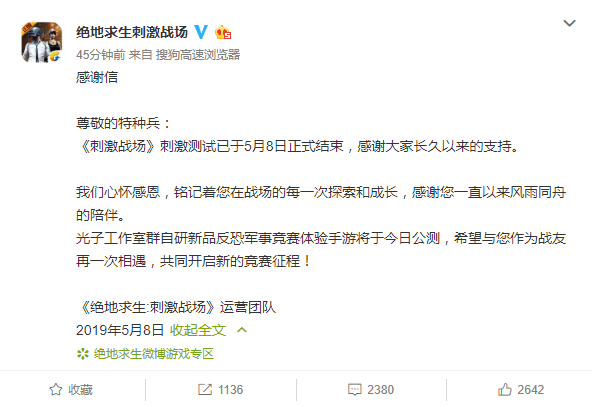 绝地求生刺激战场
45分钟前 来自 搜狗高速浏览器
感谢信
尊敬的特种兵：
《刺激战场》刺激测试已于5月8日正式结束，感谢大家长久以来的支持。
我们心怀感恩，铭记着您在战场的每一次探索和成长，感谢您一直以来风雨同舟
的陪伴。
光子工作室群自研新品反恐军事竞赛体验手游将于今日公测，希望与您作为战友
再一次相遇，共同开启新的竞赛征程！
《绝地求生:刺激战场》运营团队
2019年5月8日 收起全文
绝地求生微博游戏专区
收藏 1136 2380 2642